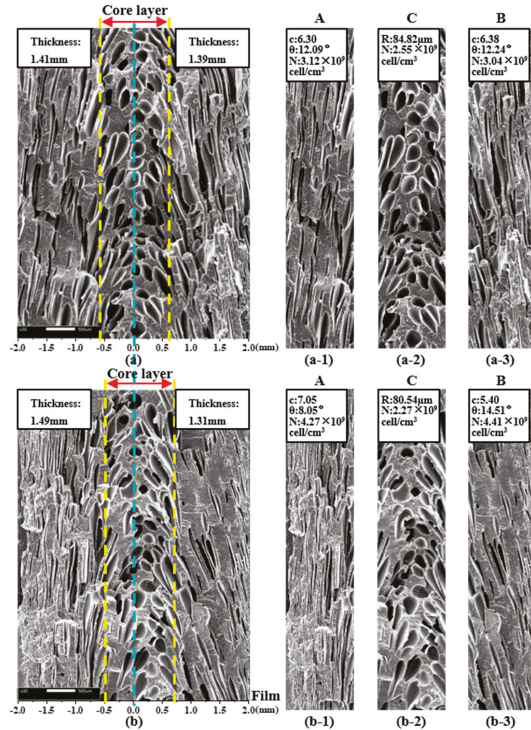 Core layer
A
C
B
Thickness:
1.41mm
Thickness:
1.39mm
c:6.30
θ:12.09°
N:3.12×10⁹
cell/cm³
R:84.82μm
N:2.55×10⁹
cell/cm³
c:6.38
θ:12.24°
N:3.04×10⁹
cell/cm³
x30
500μm
-2.0 -1.5 -1.0 -0.5 0.0 0.5 1.0 1.5 2.0(mm)
(a)
(a-1)
(a-2)
(a-3)
Core layer
A
C
B
Thickness:
1.49mm
Thickness:
1.31mm
c:7.05
θ:8.05°
N:4.27×10⁹
cell/cm³
R:80.54μm
N:2.27×10⁹
cell/cm³
c:5.40
θ:14.51°
N:4.41×10⁹
cell/cm³
x30
500μm
Film
-2.0 -1.5 -1.0 -0.5 0.0 0.5 1.0 1.5 2.0(mm)
(b)
(b-1)
(b-2)
(b-3)